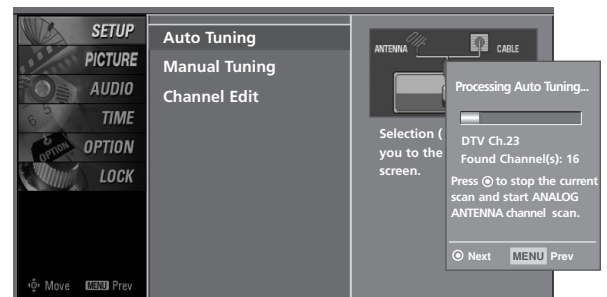 SETUP
PICTURE
AUDIO
TIME
OPTION
LOCK
OPTION
Move MENU Prev
Auto Tuning
Manual Tuning
Channel Edit
ANTENNA
CABLE
Selection (
you to the
screen.
Processing Auto Tuning...
DTV Ch.23
Found Channel(s): 16
Press ⊙ to stop the current
scan and start ANALOG
ANTENNA channel scan.
⊙ Next MENU Prev